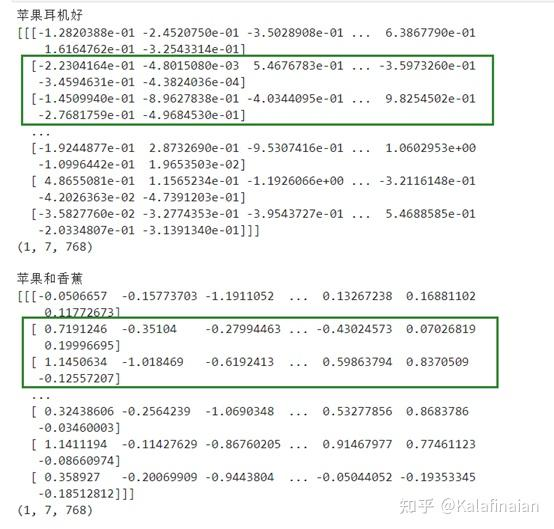 苹果耳机好
[[[-1.2820388e-01 -2.4520750e-01 -3.5028908e-01 ... 6.3867790e-01
1.6164762e-01 -3.2543314e-01]
[-2.2304164e-01 -4.8015080e-03 5.4676783e-01 ... -3.5973260e-01
-3.4594631e-01 -4.3824036e-04]
[-1.4509940e-01 -8.9627838e-01 -4.0344095e-01 ... 9.8254502e-01
-2.7681759e-01 -4.9684530e-01]
...
[-1.9244877e-01 2.8732690e-01 -9.5307416e-01 ... 1.0602953e+00
-1.0996442e-01 1.9653503e-02]
[ 4.8655081e-01 1.1565234e-01 -1.1926066e+00 ... -3.2116148e-01
-4.2026363e-02 -4.7391203e-01]
[-3.5827760e-02 -3.2774353e-01 -3.9543727e-01 ... 5.4688585e-01
-2.0334807e-01 -3.1391340e-01]]]
(1, 7, 768)
苹果和香蕉
[[[-0.0506657 -0.15773703 -1.1911052 ... 0.13267238 0.16881102
0.11772673]
[ 0.7191246 -0.35104 -0.27994463 ... -0.43024573 0.07026819
0.19996695]
[ 1.1450634 -1.018469 -0.6192413 ... 0.59863794 0.8370509
-0.12557207]
...
[ 0.32438606 -0.2564239 -1.0690348 ... 0.53277856 0.8683786
-0.03460003]
[ 1.1411194 -0.11427629 -0.86760205 ... 0.91467977 0.77461123
-0.08660974]
[ 0.358927 -0.20069909 -0.9443804 ... -0.05044052 -0.19353345
-0.18512812]]]
(1, 7, 768)
知乎 @Kalafinaian